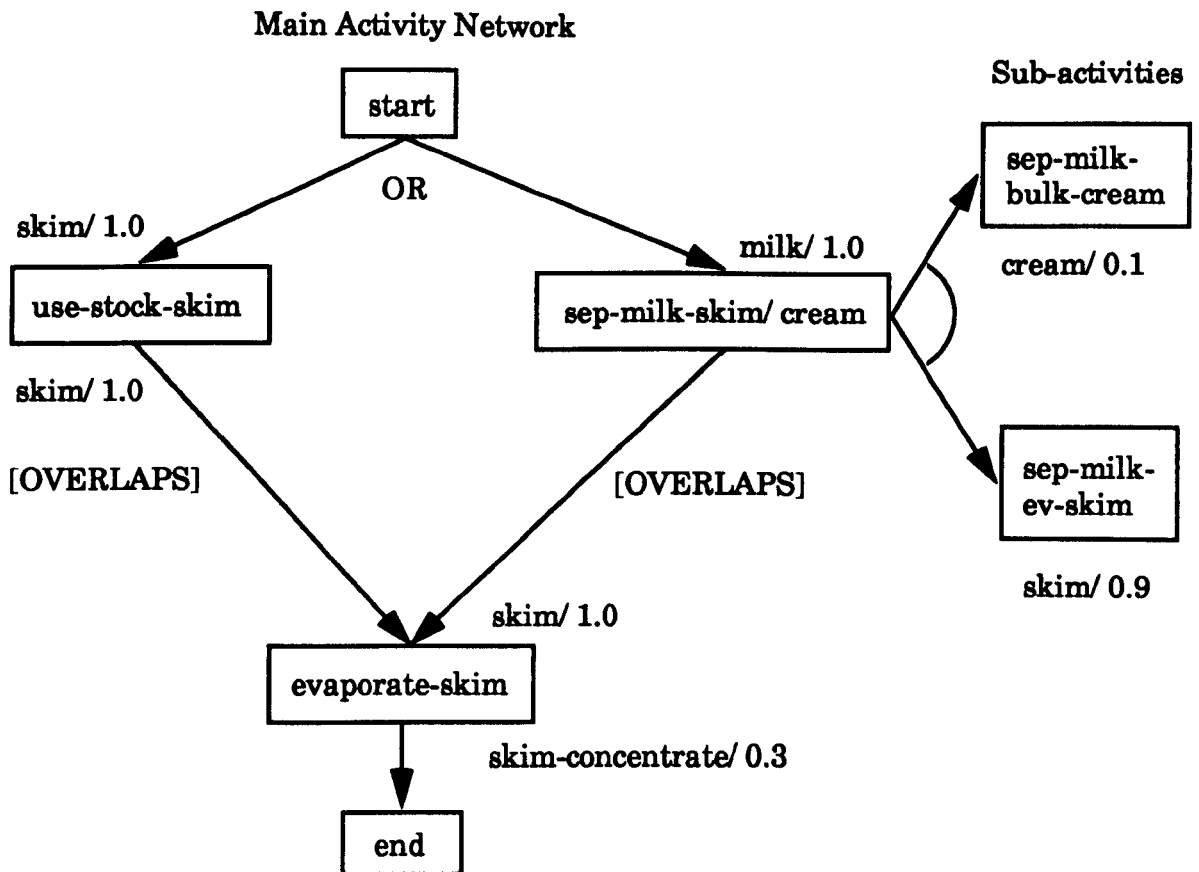 Main Activity Network
Sub-activities
start
sep-milk-
bulk-cream
OR
skim/ 1.0
milk/ 1.0
cream/ 0.1
use-stock-skim
sep-milk-skim/ cream
skim/ 1.0
[OVERLAPS]
[OVERLAPS]
sep-milk-
ev-skim
skim/ 0.9
skim/ 1.0
evaporate-skim
skim-concentrate/ 0.3
end